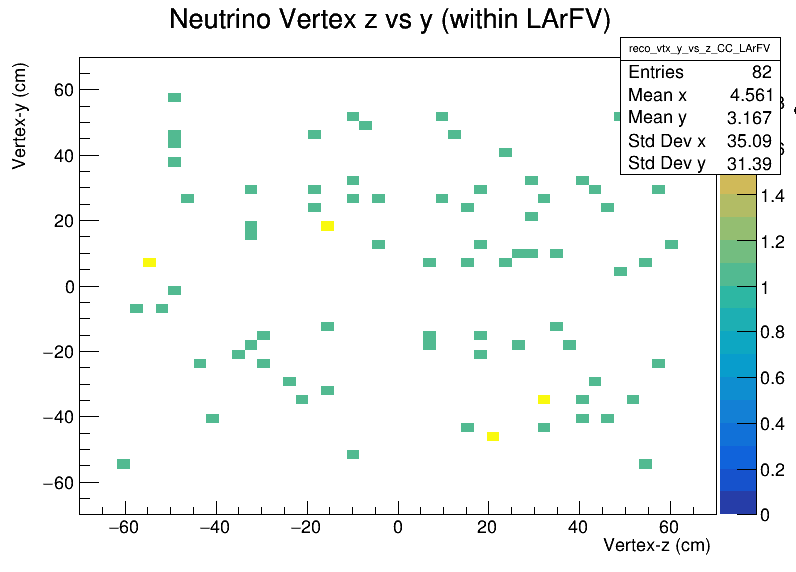 Neutrino Vertex z vs y (within LArFV)
reco_vtx_y_vs_z_CC_LArFV
Entries 82
Mean x 4.561
Mean y 3.167
Std Dev x 35.09
Std Dev y 31.39
Vertex-y (cm)
60
40
20
0
−20
−40
−60
−60 −40 −20 0 20 40 60
Vertex-z (cm)
1.4
1.2
1
0.8
0.6
0.4
0.2
0